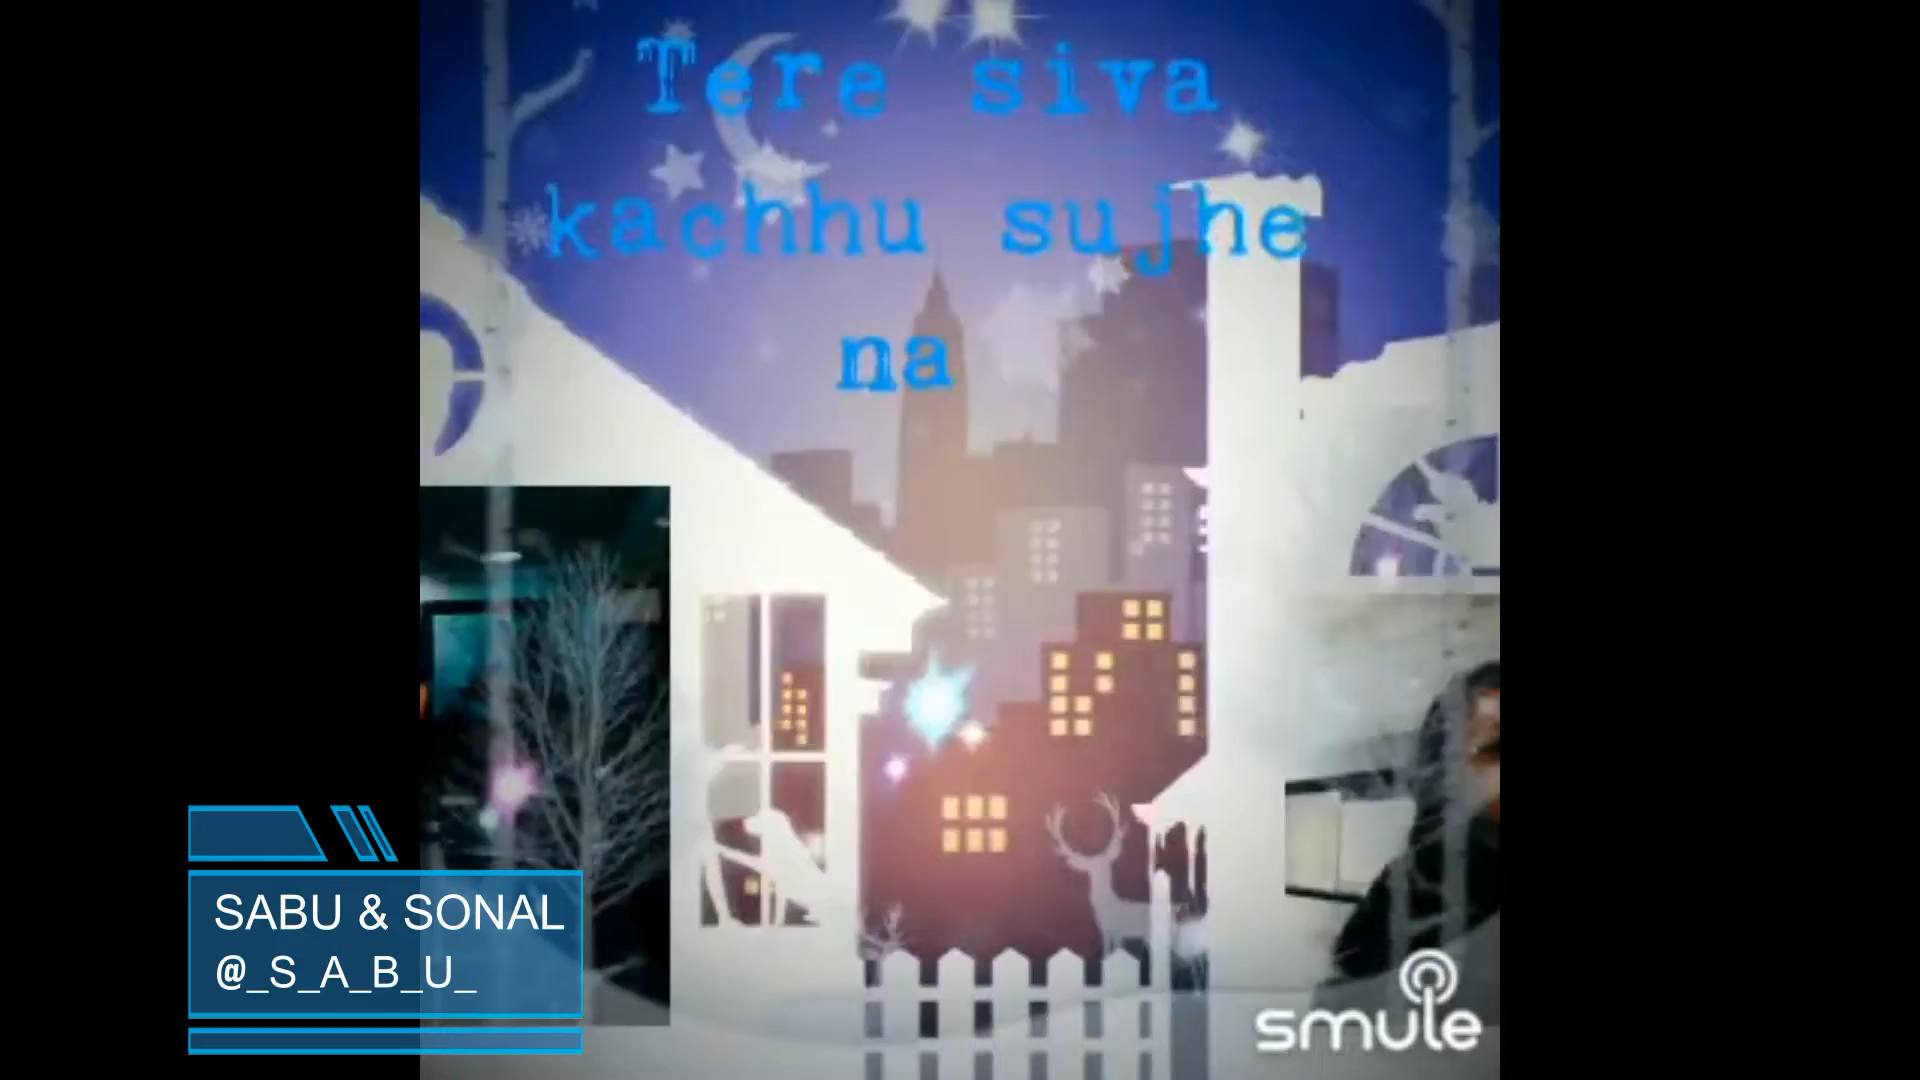 Tere siva
kachhu sujhe
na
SABU & SONAL
@_S_A_B_U_
smule